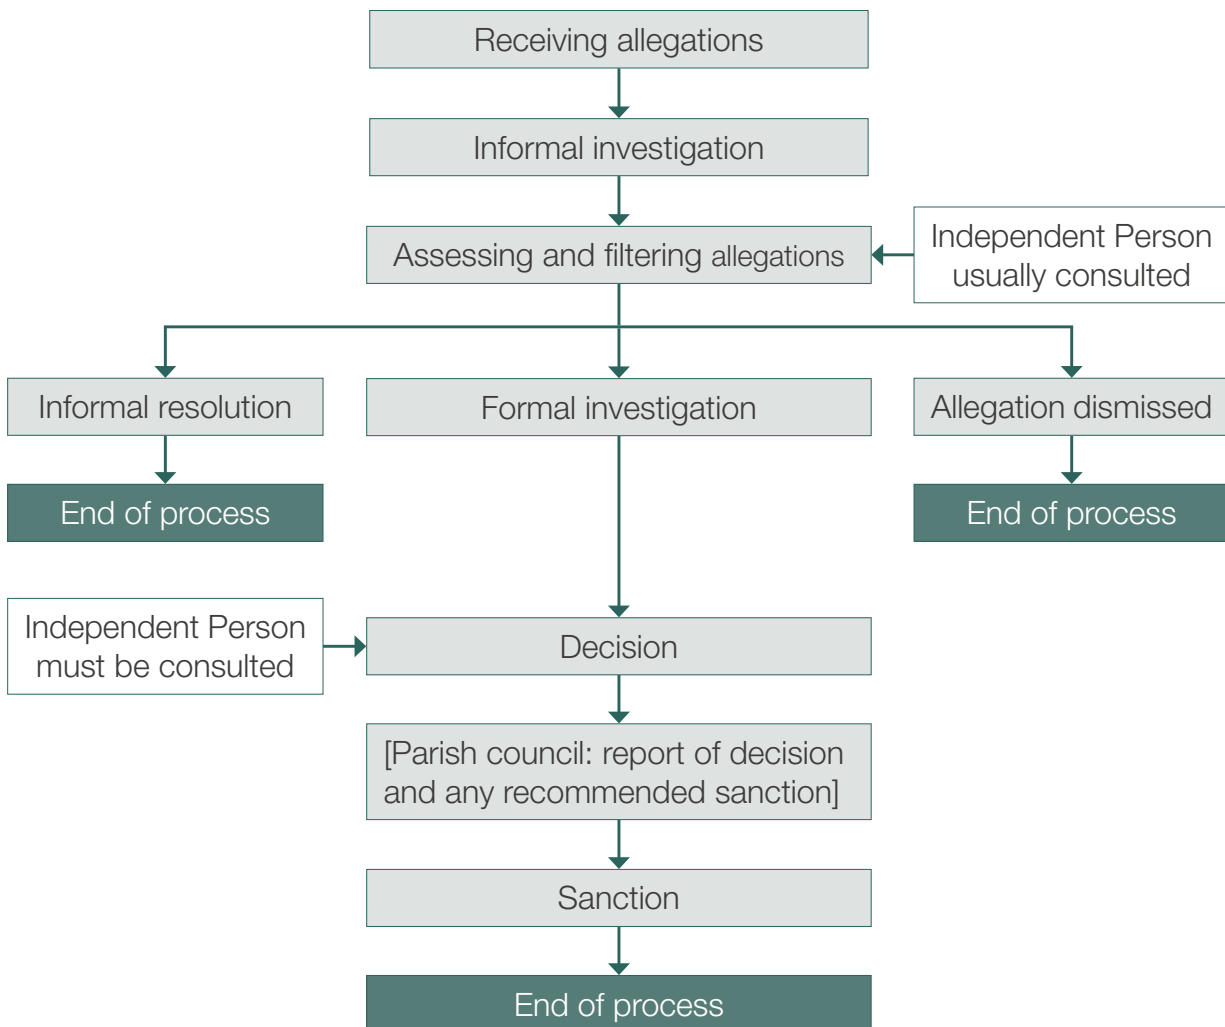 Receiving allegations
Informal investigation
Assessing and filtering allegations
Independent Person
usually consulted
Informal resolution
Formal investigation
Allegation dismissed
End of process
End of process
Independent Person
must be consulted
Decision
[Parish council: report of decision
and any recommended sanction]
Sanction
End of process